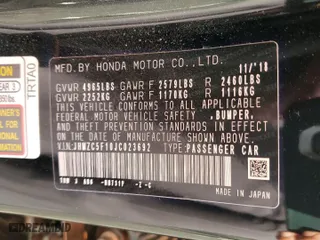 MFD.BY HONDA MOTOR CO.,LTD. 11/'18
GVWR 4965LBS GAWR F 2579LBS R 2460LBS
GVWR 2252KG GAWR F 1170KG R 1116KG
THIS VEHICLE CONFORMS TO ALL APPLICABLE
FEDERAL MOTOR VEHICLE SAFETY ,BUMPER,
AND THEFT PREVENTION STANDARDS IN EFFECT
ON THE DATE OF MANUFACTURE SHOWN ABOVE.
V.I.N: TYPE:PASSENGER CAR
MADE IN JAPAN
TRTA0